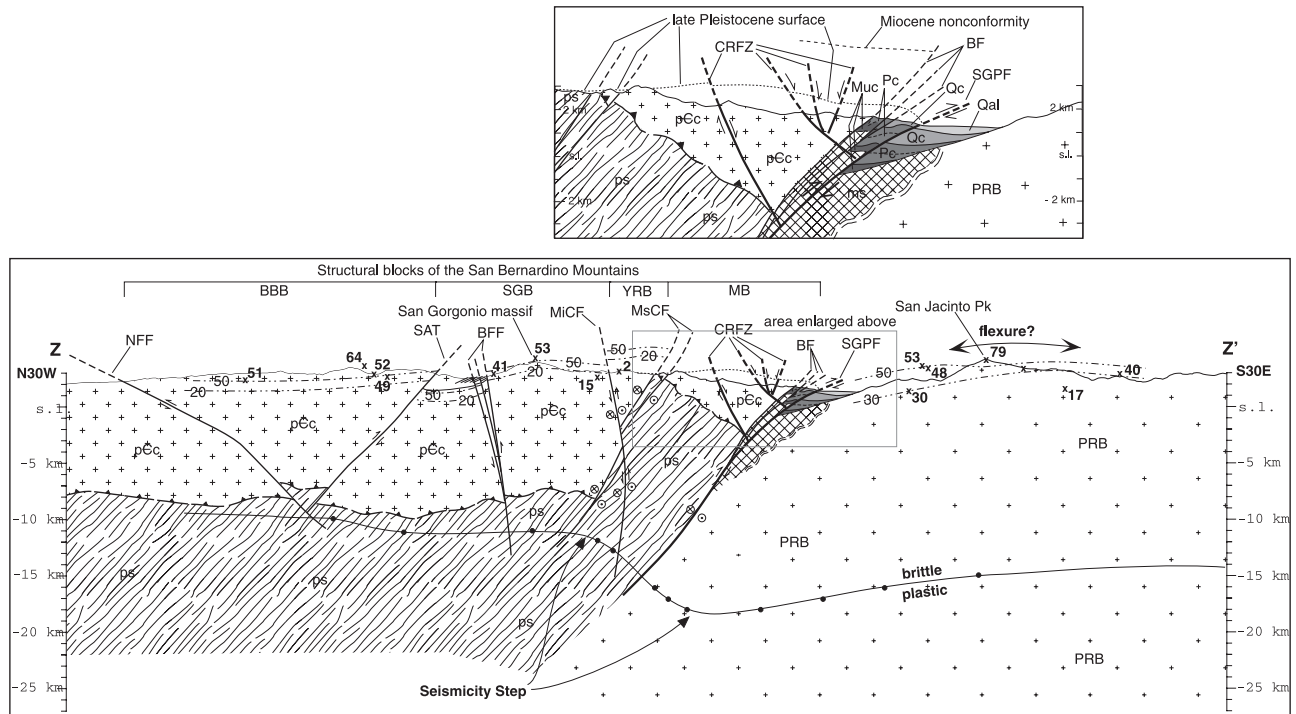 late Pleistocene surface
Miocene nonconformity
CRFZ
BF
SGPF
Muc
Pc
Qc
Qal
ps
2 km
2 km
pЄc
Qc
s.l.
pЄc
Pc
s.l.
ps
ms
PRB
- 2 km
- 2 km
ps
Structural blocks of the San Bernardino Mountains
BBB
SGB
YRB
MB
San Gorgonio massif
MiCF
MsCF
San Jacinto Pk
SAT
BFF
CRFZ
area enlarged above
flexure?
NFF
53
BF
SGPF
Z
64
52
50
50
20
53
79
Z'
N30W
50
51
49
41
20
15
2
50
48
40
S30E
20
50
20
30
30
17
s.l
pЄc
s.l.
pЄc
pЄc
pЄc
PRB
-5 km
ps
-5 km
ps
-10 km
-10 km
PRB
ps
ps
brittle
-15 km
plastic
-15 km
ps
-20 km
-20 km
PRB
-25 km
Seismicity Step
-25 km